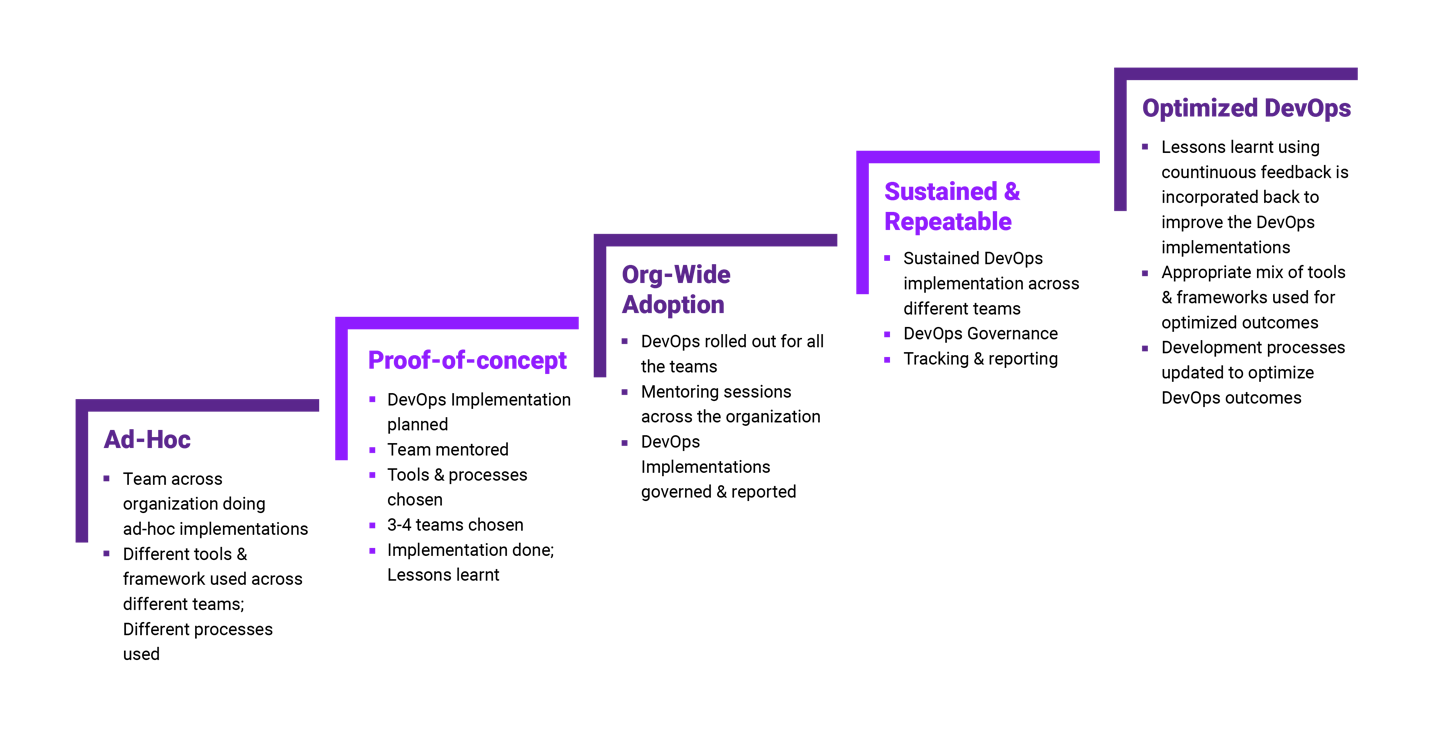 Ad-Hoc
Team across
organization doing
ad-hoc implementations
Different tools &
framework used across
different teams;
Different processes
used
Proof-of-concept
DevOps Implementation
planned
Team mentored
Tools & processes
chosen
3-4 teams chosen
Implementation done;
Lessons learnt
Org-Wide
Adoption
DevOps rolled out for all
the teams
Mentoring sessions
across the organization
DevOps
Implementations
governed & reported
Sustained &
Repeatable
Sustained DevOps
implementation across
different teams
DevOps Governance
Tracking & reporting
Optimized DevOps
Lessons learnt using
countinuous feedback is
incorporated back to
improve the DevOps
implementations
Appropriate mix of tools
& frameworks used for
optimized outcomes
Development processes
updated to optimize
DevOps outcomes